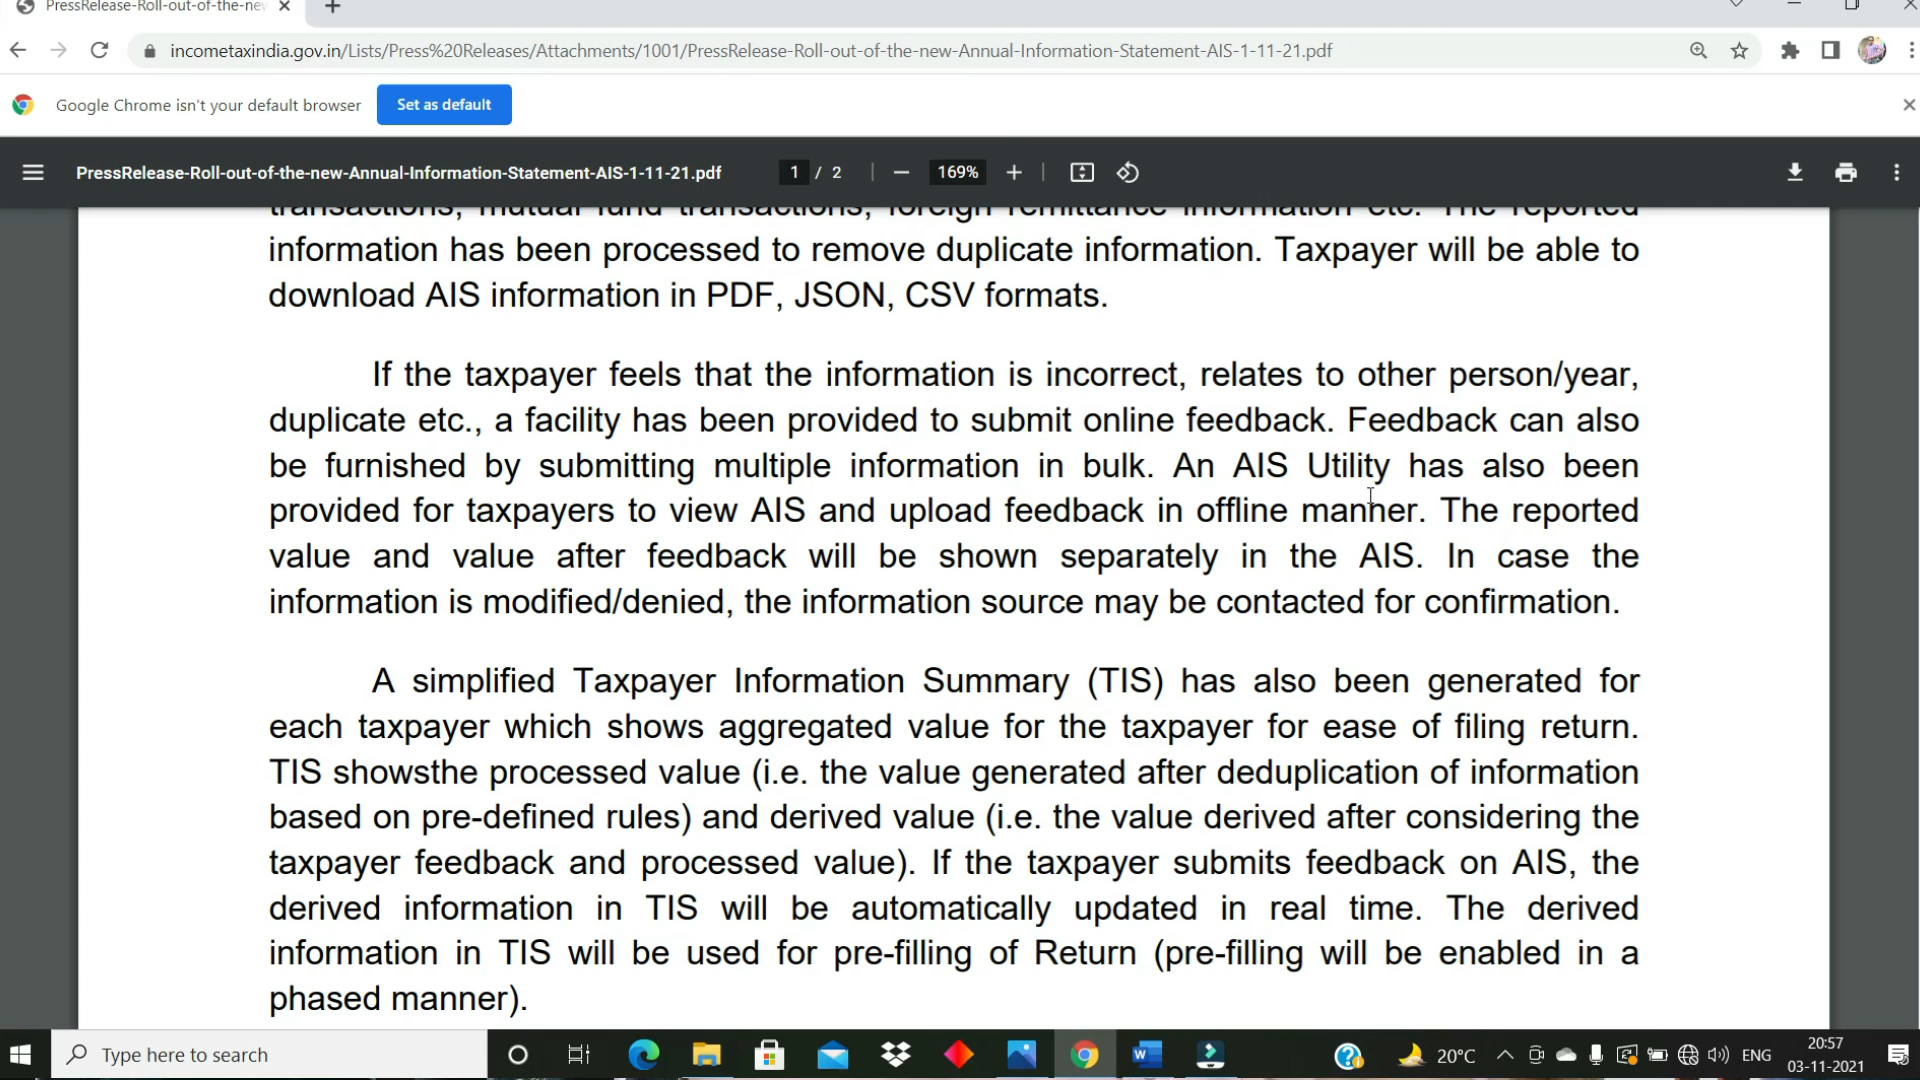 PressRelease-Roll-out-of-the-new
incometaxindia.gov.in/Lists/Press%20Releases/Attachments/1001/PressRelease-Roll-out-of-the-new-Annual-Information-Statement-AIS-1-11-21.pdf
Google Chrome isn't your default browser
Set as default
PressRelease-Roll-out-of-the-new-Annual-Information-Statement-AIS-1-11-21.pdf
1 / 2
169%
transactions, mutual fund transactions, foreign remittance information etc. The reported
information has been processed to remove duplicate information. Taxpayer will be able to
download AIS information in PDF, JSON, CSV formats.
If the taxpayer feels that the information is incorrect, relates to other person/year,
duplicate etc., a facility has been provided to submit online feedback. Feedback can also
be furnished by submitting multiple information in bulk. An AIS Utility has also been
provided for taxpayers to view AIS and upload feedback in offline manner. The reported
value and value after feedback will be shown separately in the AIS. In case the
information is modified/denied, the information source may be contacted for confirmation.
A simplified Taxpayer Information Summary (TIS) has also been generated for
each taxpayer which shows aggregated value for the taxpayer for ease of filing return.
TIS showsthe processed value (i.e. the value generated after deduplication of information
based on pre-defined rules) and derived value (i.e. the value derived after considering the
taxpayer feedback and processed value). If the taxpayer submits feedback on AIS, the
derived information in TIS will be automatically updated in real time. The derived
information in TIS will be used for pre-filling of Return (pre-filling will be enabled in a
phased manner).
Type here to search
20°C
ENG
20:57
03-11-2021